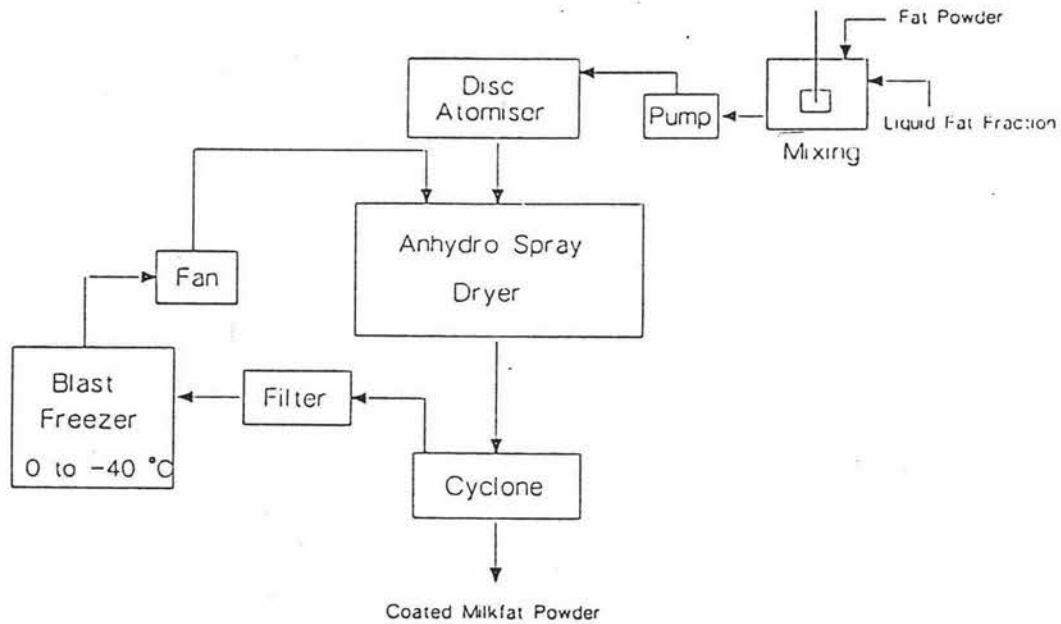 Fat Powder
Disc
Atomiser
Pump
Liquid Fat Fraction
Mixing
Anhydro Spray
Dryer
Fan
Blast
Freezer
0 to -40 °C
Filter
Cyclone
Coated Milkfat Powder